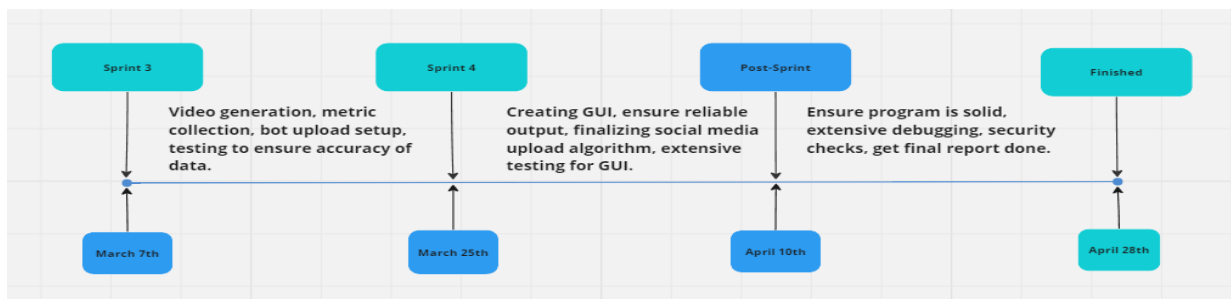 Sprint 3
Sprint 4
Post-Sprint
Finished
Video generation, metric
collection, bot upload setup,
testing to ensure accuracy of
data.
Creating GUI, ensure reliable
output, finalizing social media
upload algorithm, extensive
testing for GUI.
Ensure program is solid,
extensive debugging, security
checks, get final report done.
March 7th
March 25th
April 10th
April 28th